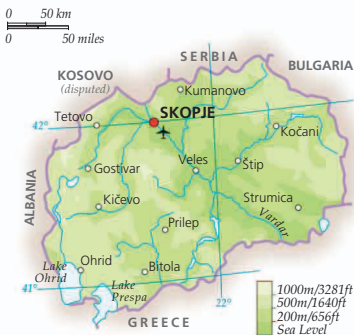 0 50 km
0 50 miles
SERBIA
BULGARIA
KOSOVO
(disputed)
Kumanovo
Tetovo
SKOPJE
42°
Kočani
Gostivar
Veles
Štip
ALBANIA
Kičevo
Strumica
Vardar
Prilep
Lake
Ohrid
Ohrid
Bitola
Lake
Prespa
41°
22°
GREECE
1000m/3281ft
500m/1640ft
200m/656ft
Sea Level